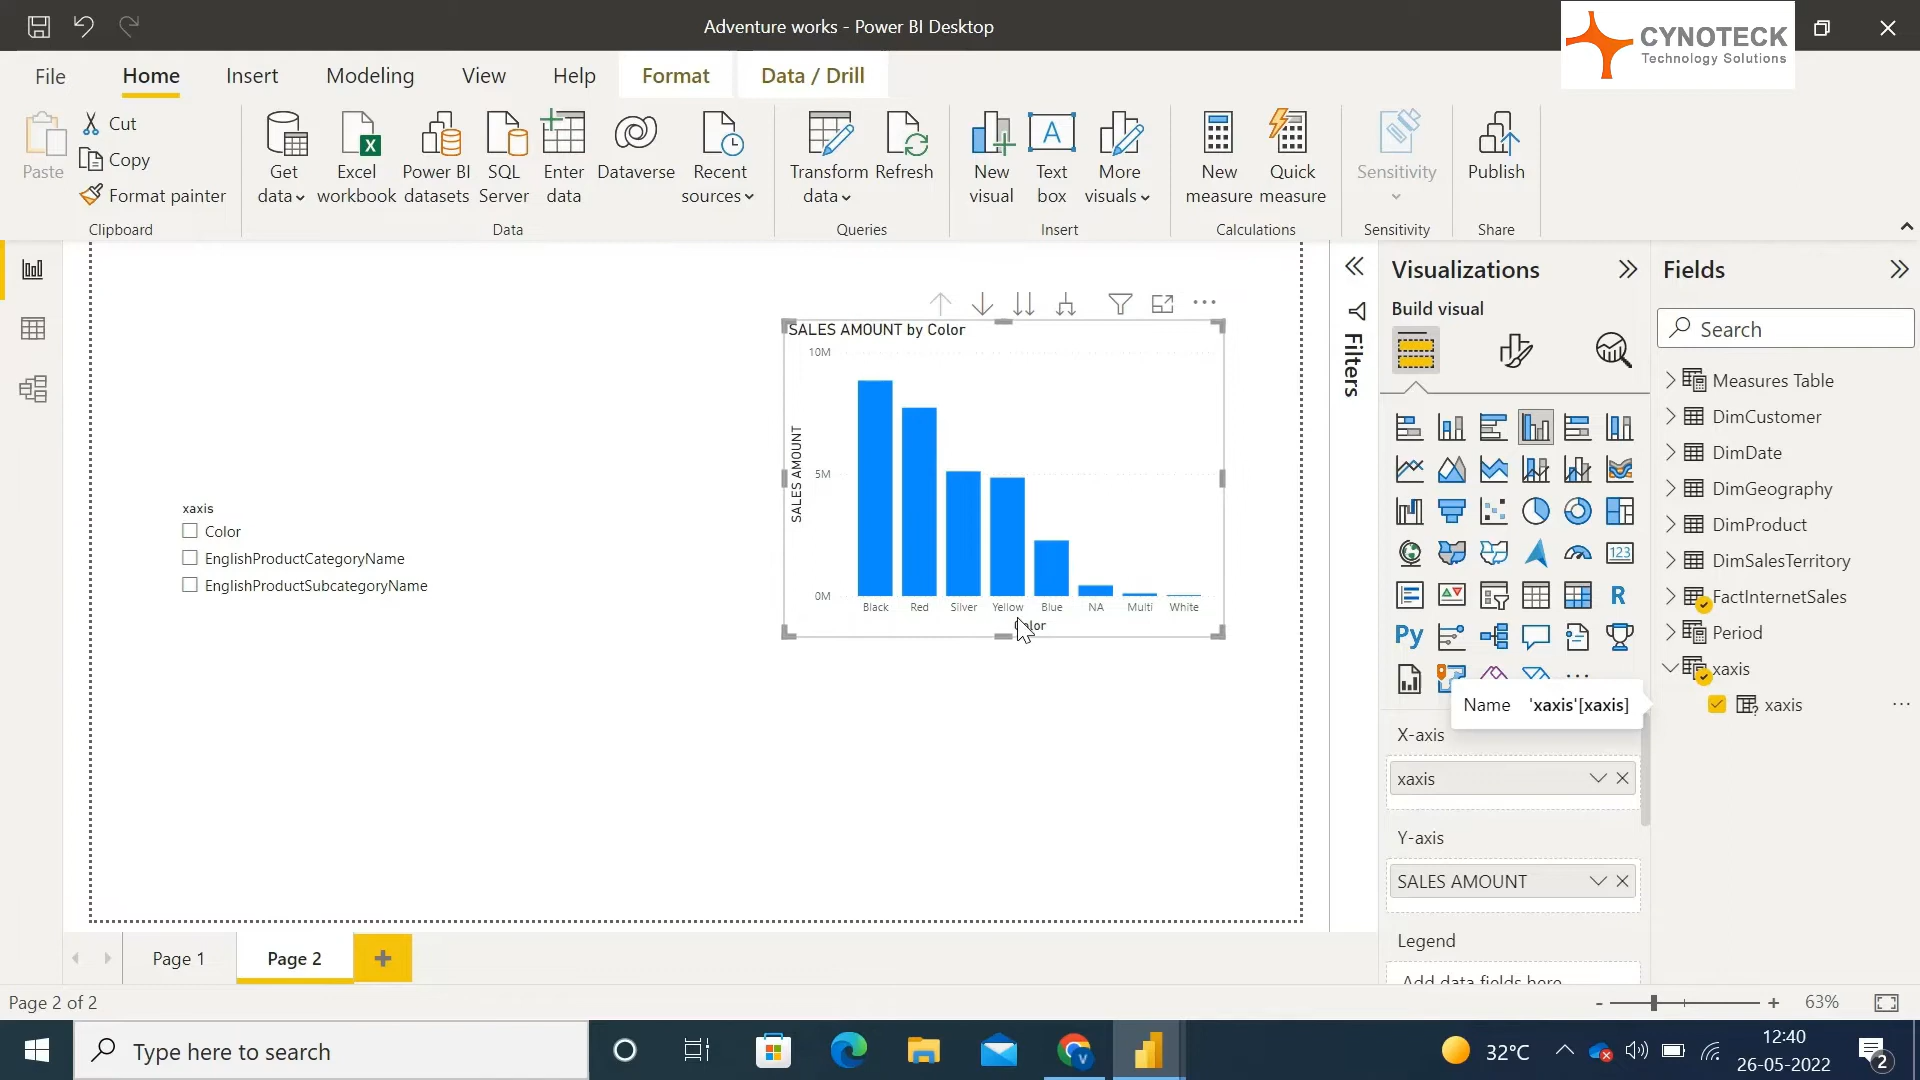 Adventure works - Power BI Desktop
CYNOTECK
Technology Solutions
File
Home
Insert
Modeling
View
Help
Format
Data / Drill
Paste
Cut
Copy
Format painter
Clipboard
Get data
Excel workbook
Power BI datasets
SQL Server
Enter data
Dataverse
Recent sources
Data
Transform data
Refresh
Queries
New visual
A
Text box
More visuals
Insert
New measure
Quick measure
Calculations
Sensitivity
Sensitivity
Publish
Share
xaxis
Color
EnglishProductCategoryName
EnglishProductSubcategoryName
SALES AMOUNT by Color
10M
5M
0M
SALES AMOUNT
Black
Red
Silver
Yellow
Blue
NA
Multi
White
Color
Filters
Visualizations
Build visual
123
R
Py
Name 'xaxis'[xaxis]
X-axis
xaxis
Y-axis
SALES AMOUNT
Legend
Add data fields here
Fields
Search
Measures Table
DimCustomer
DimDate
DimGeography
DimProduct
DimSalesTerritory
FactInternetSales
Period
xaxis
xaxis
Page 1
Page 2
Page 2 of 2
63%
Type here to search
32°C
12:40
26-05-2022
2